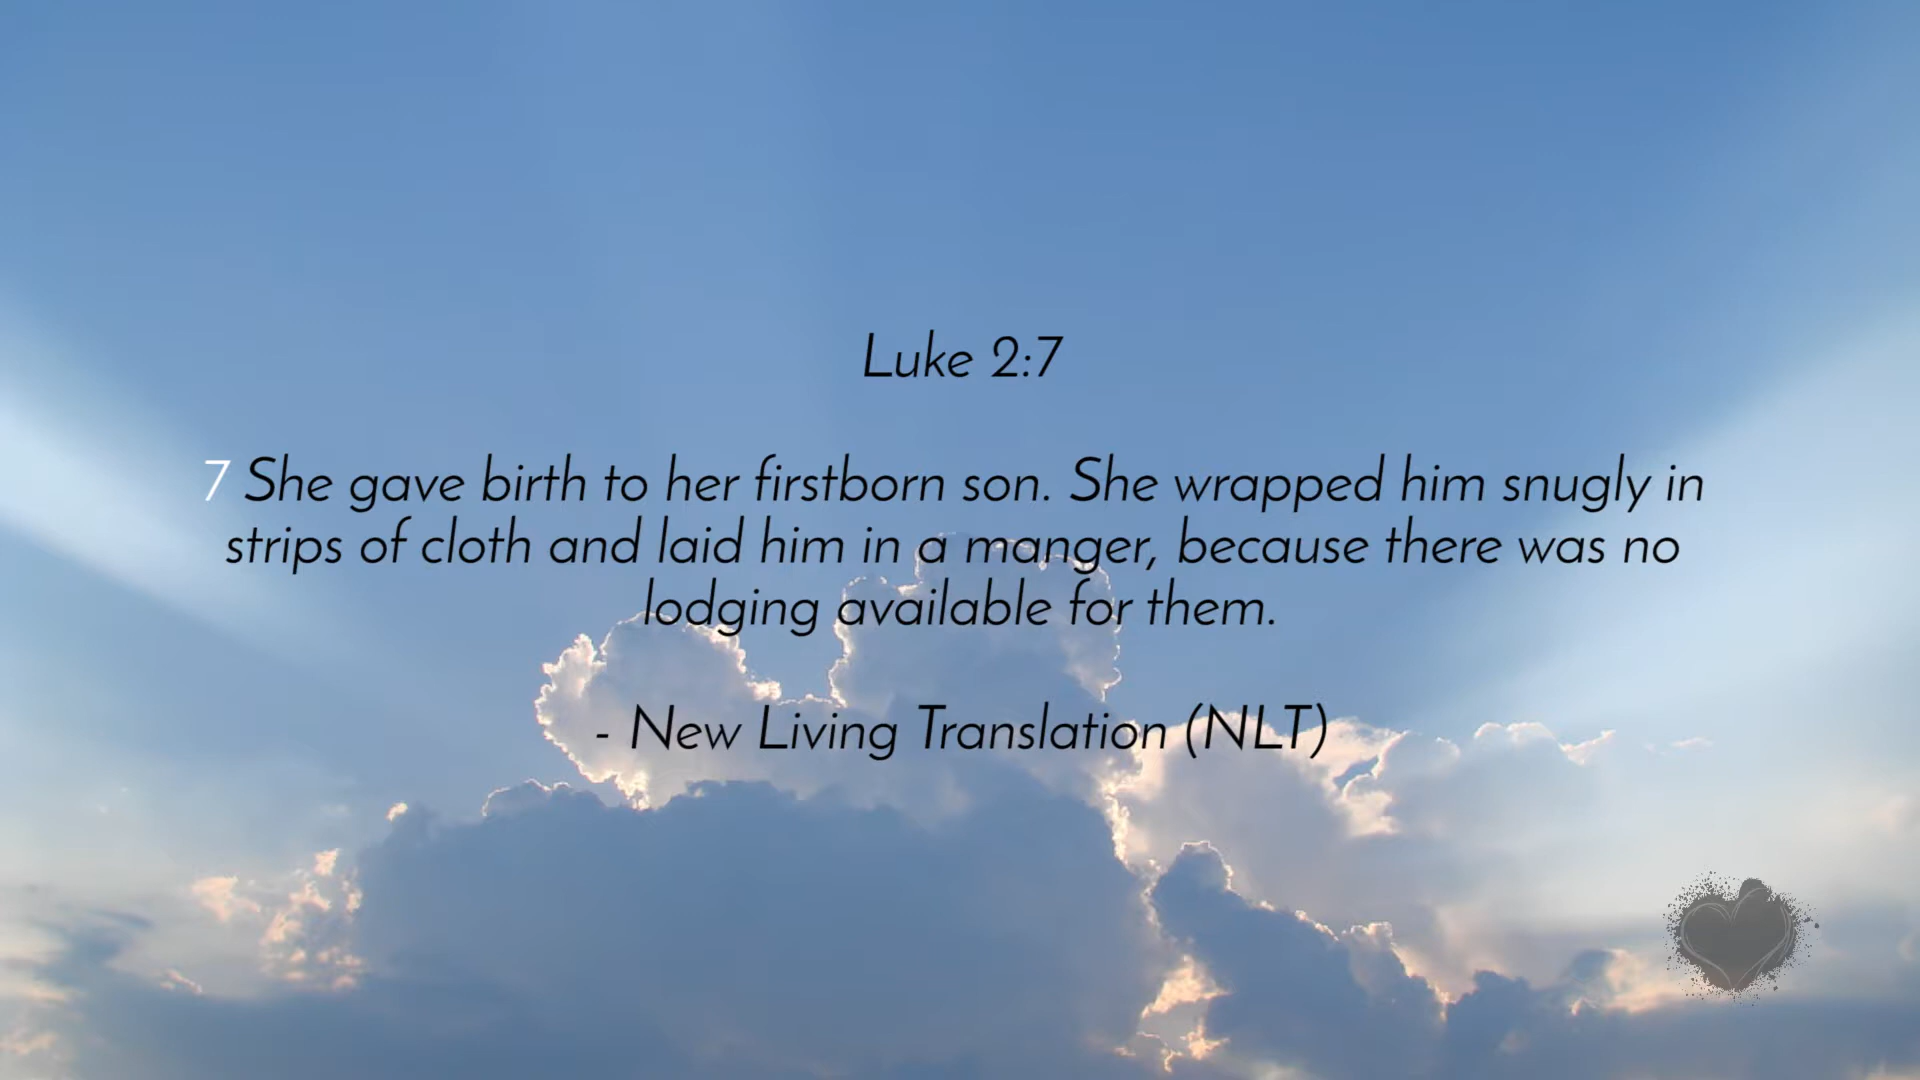 Luke 2:7
7 She gave birth to her firstborn son. She wrapped him snugly in
strips of cloth and laid him in a manger, because there was no
lodging available for them.
- New Living Translation (NLT)